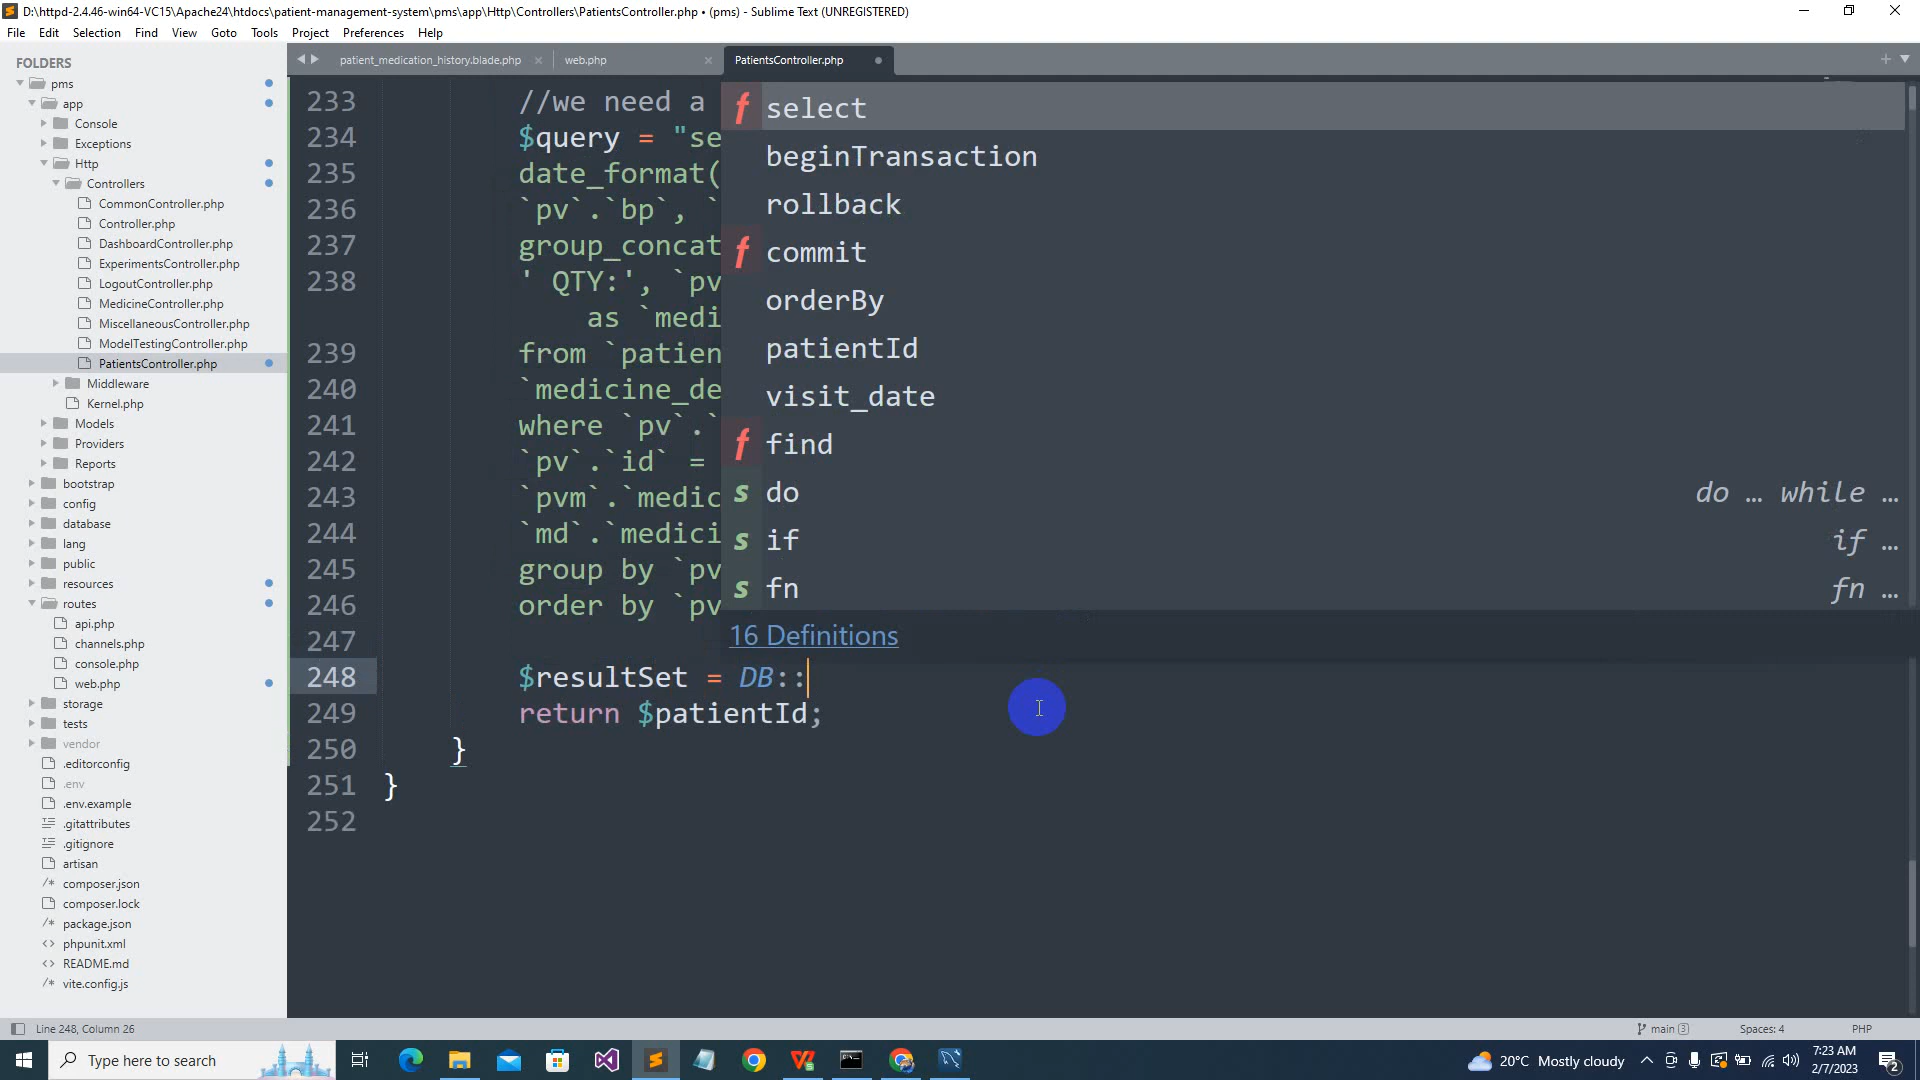 D:\httpd-2.4.46-win64-VC15\Apache24\htdocs\patient-management-system\pms\app\Http\Controllers\PatientsController.php • (pms) - Sublime Text (UNREGISTERED)
File Edit Selection Find View Goto Tools Project Preferences Help
FOLDERS
pms
app
Console
Exceptions
Http
Controllers
CommonController.php
Controller.php
DashboardController.php
ExperimentsController.php
LogoutController.php
MedicineController.php
MiscellaneousController.php
ModelTestingController.php
PatientsController.php
Middleware
Kernel.php
Models
Providers
Reports
bootstrap
config
database
lang
public
resources
routes
api.php
channels.php
console.php
web.php
storage
tests
vendor
.editorconfig
.env
.env.example
.gitattributes
.gitignore
artisan
composer.json
composer.lock
package.json
phpunit.xml
README.md
vite.config.js
patient_medication_history.blade.php
web.php
PatientsController.php
233 //we need a
234 $query = "se
235 date_format(
236 `pv`.`bp`, `
237 group_concat
238 ' QTY:', `pv
as `medi
239 from `patien
240 `medicine_de
241 where `pv`.`
242 `pv`.`id` =
243 `pvm`.`medic
244 `md`.`medici
245 group by `pv
246 order by `pv
247
248 $resultSet = DB::
249 return $patientId;
250 }
251 }
252
f select
beginTransaction
rollback
f commit
orderBy
patientId
visit_date
f find
s do do … while …
s if if …
s fn fn …
16 Definitions
Line 248, Column 26
main 3
Spaces: 4
PHP
Type here to search
20°C Mostly cloudy
7:23 AM
2/7/2023
2